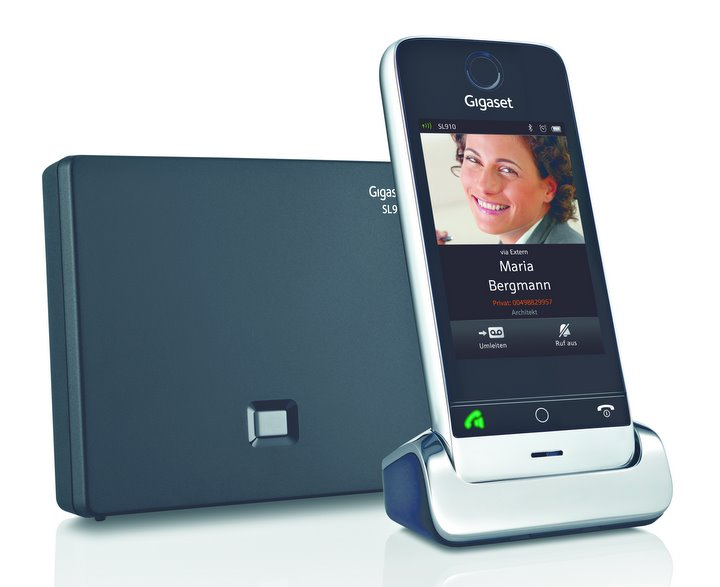 Gigaset
SL910
via Extern
Maria
Bergmann
Privat: 00498829957
Architekt
Umleiten
Ruf aus